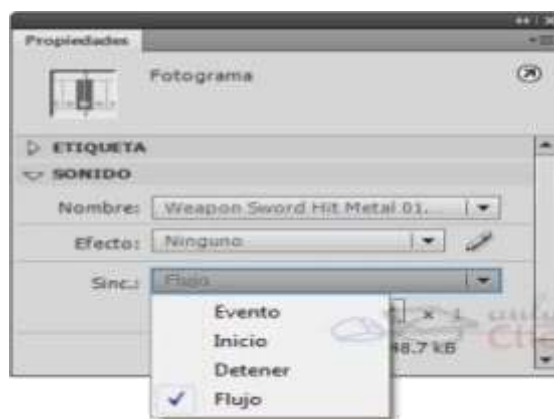 Propiedades
Fotograma
ETIQUETA
SONIDO
Nombre: Weapon Sword Hit Metal 01...
Efecto: Ninguno
Sinc.: Flujo
Evento
x 1
Inicio
48.7 kB
Detener
Flujo